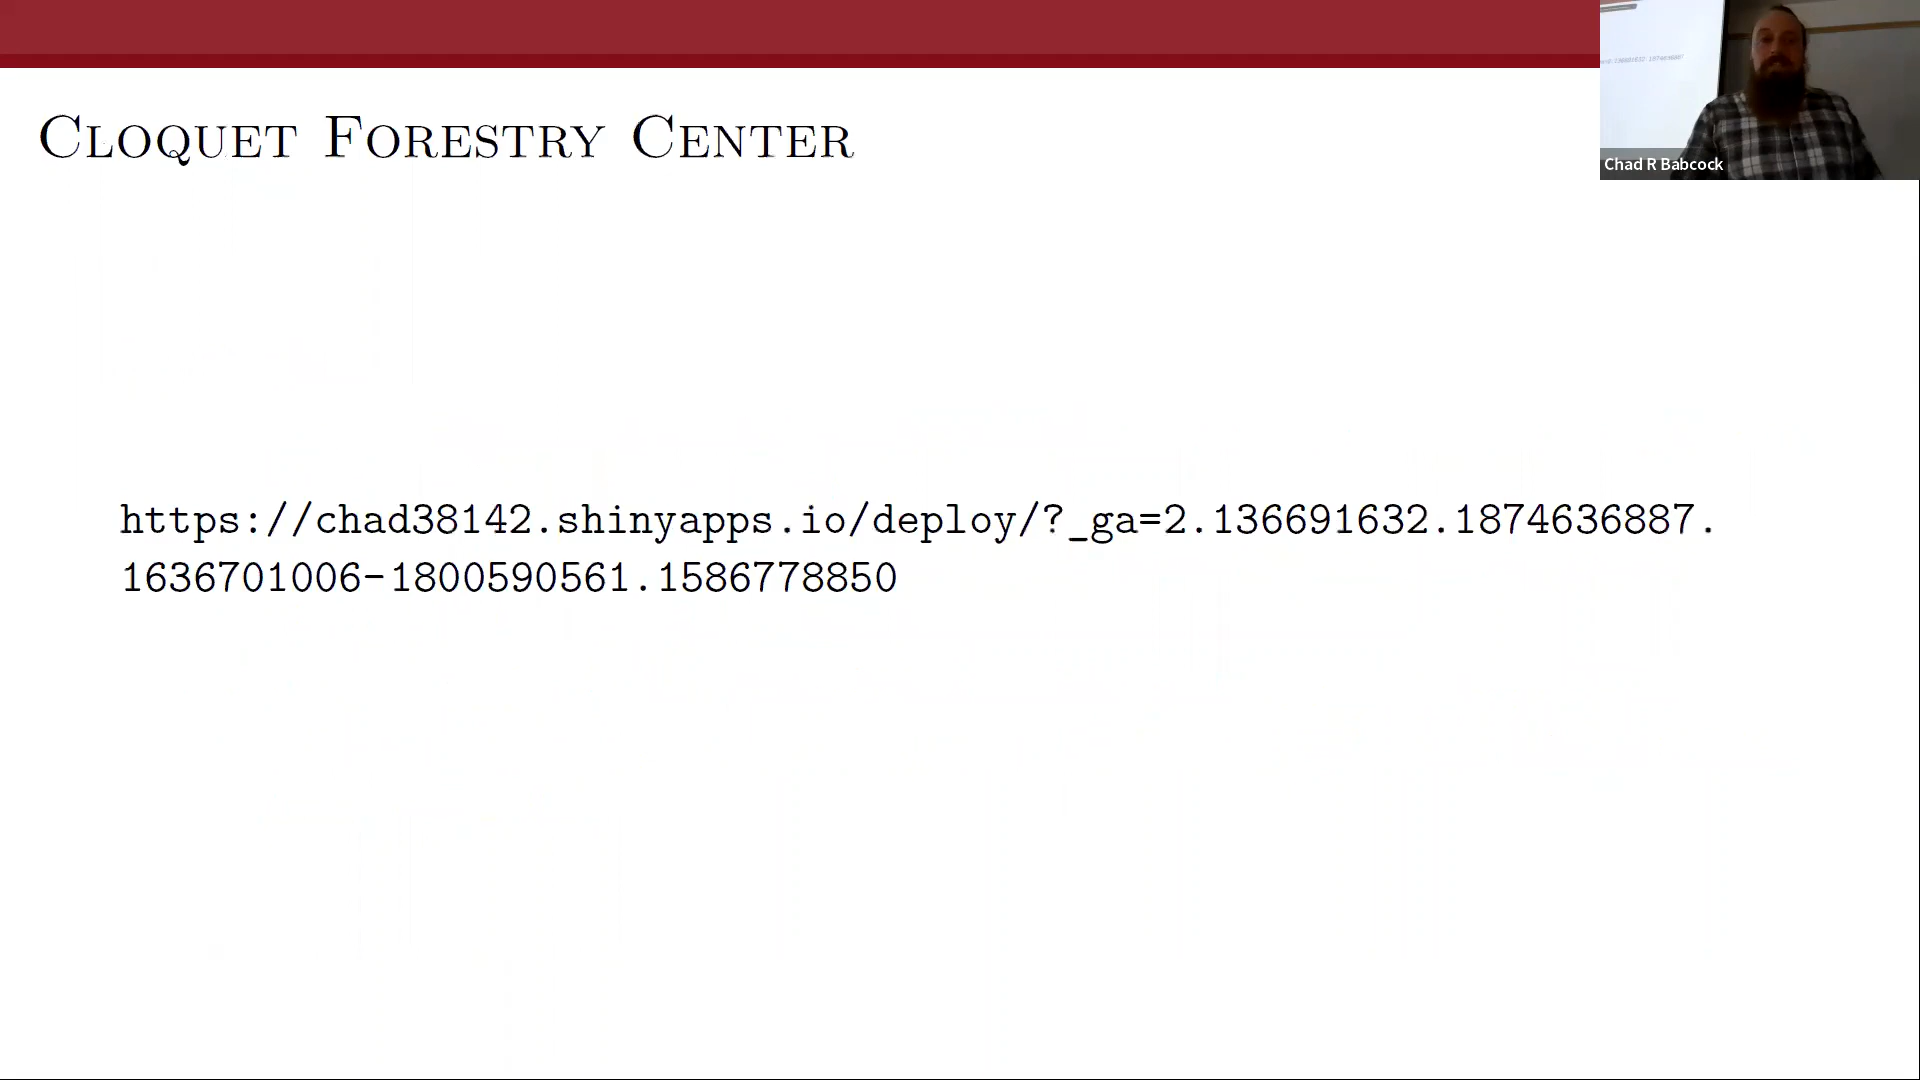 Cloquet Forestry Center
Chad R Babcock
https://chad38142.shinyapps.io/deploy/?_ga=2.136691632.1874636887.
1636701006-1800590561.1586778850